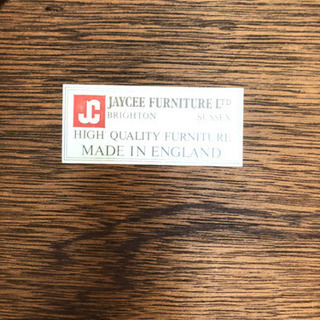 JC JAYCEE FURNITURE LTD
BRIGHTON SUSSEX
HIGH QUALITY FURNITURE
MADE IN ENGLAND